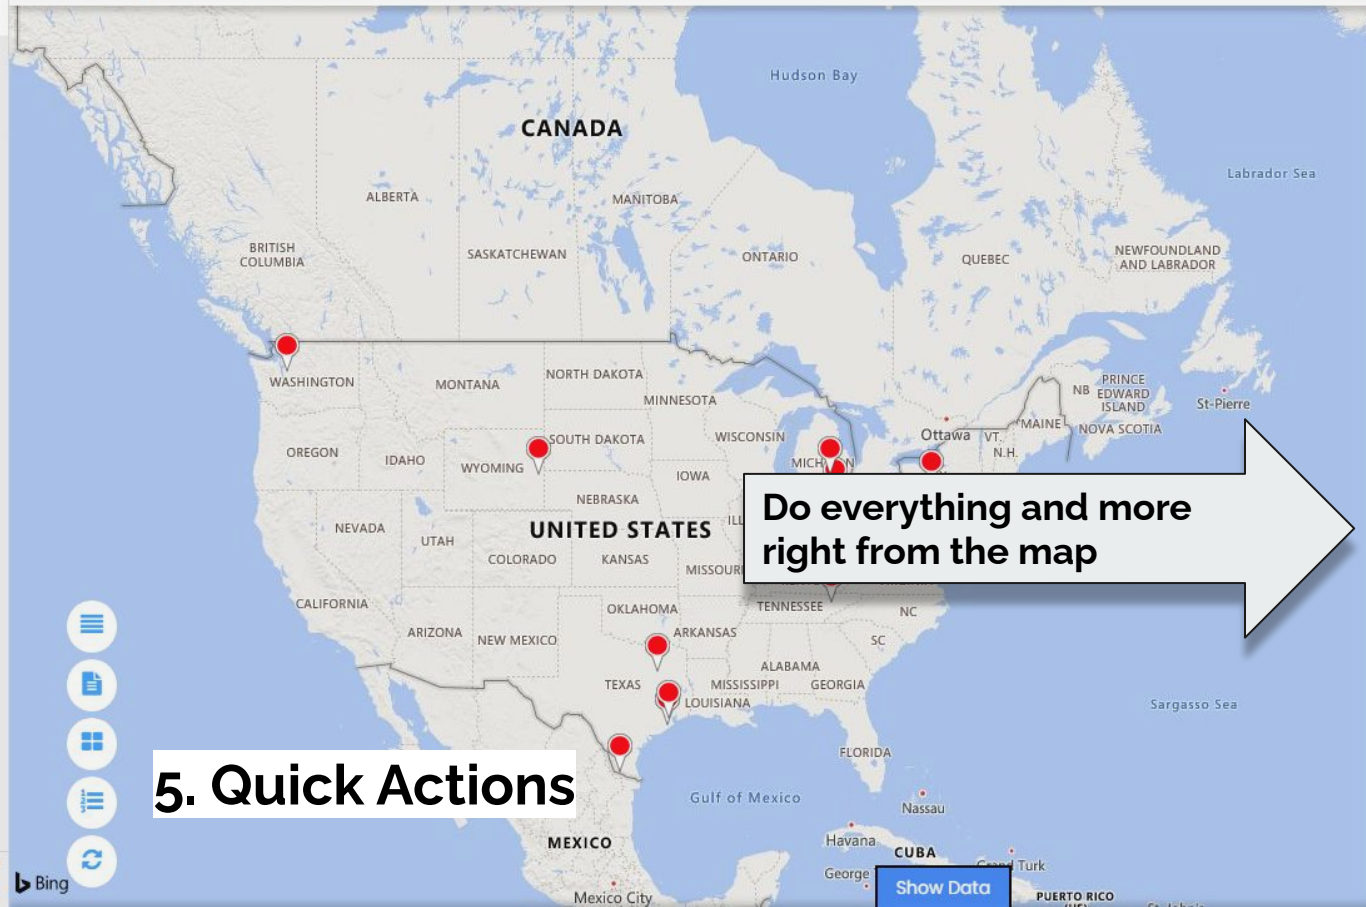 Hudson Bay
CANADA
Labrador Sea
ALBERTA
MANITOBA
BRITISH
COLUMBIA
SASKATCHEWAN
ONTARIO
QUEBEC
NEWFOUNDLAND
AND LABRADOR
WASHINGTON
MONTANA
NORTH DAKOTA
MINNESOTA
NB
PRINCE
EDWARD
ISLAND
St-Pierre
OREGON
IDAHO
WYOMING
SOUTH DAKOTA
WISCONSIN
Ottawa
VT.
N.H.
MAINE
NOVA SCOTIA
IOWA
NEBRASKA
NEVADA
UTAH
UNITED STATES
COLORADO
KANSAS
Do everything and more
right from the map
CALIFORNIA
ARIZONA
NEW MEXICO
OKLAHOMA
ARKANSAS
TENNESSEE
NC
SC
TEXAS
MISSISSIPPI
ALABAMA
GEORGIA
LOUISIANA
Sargasso Sea
FLORIDA
5. Quick Actions
Gulf of Mexico
Nassau
MEXICO
Havana
CUBA
George
Turk
Show Data
Bing
Mexico City
PUERTO RICO